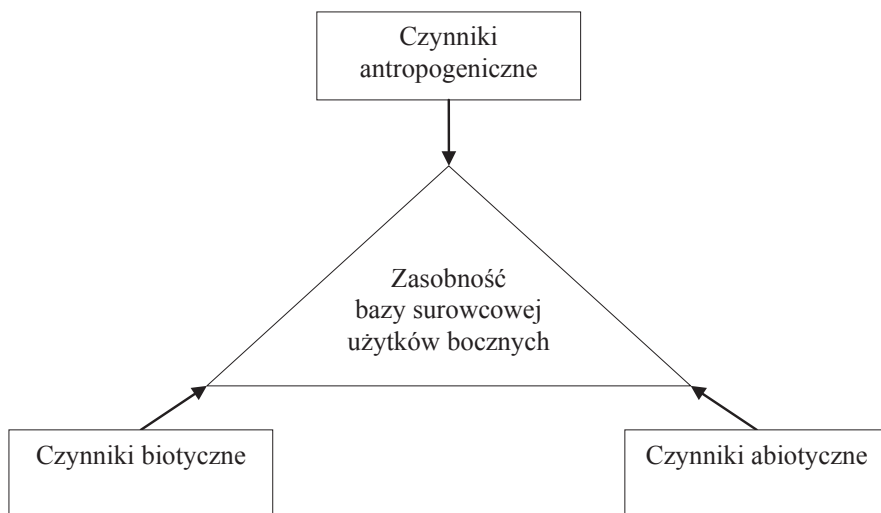 Czynniki
antropogeniczne
Zasobność
bazy surowcowej
użytków bocznych
Czynniki biotyczne
Czynniki abiotyczne